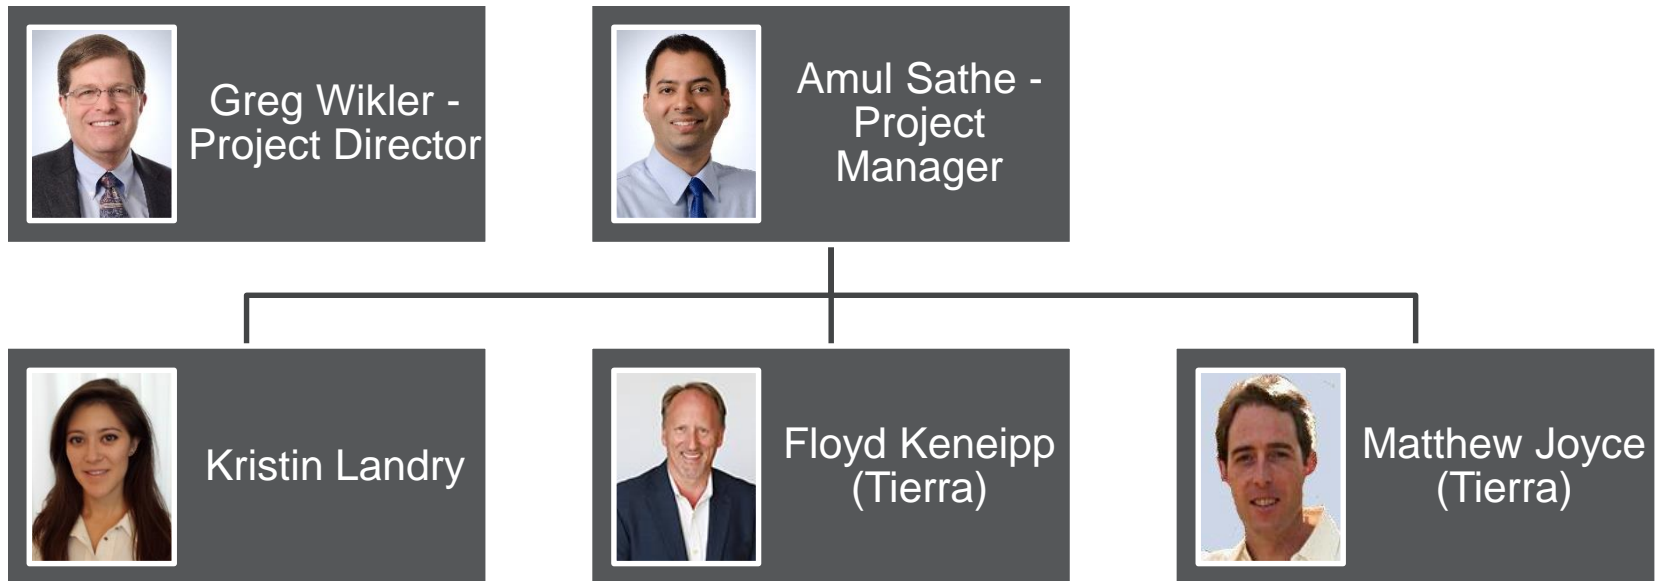 Greg Wikler -
Project Director
Amul Sathe -
Project
Manager
Kristin Landry
Floyd Keneipp
(Tierra)
Matthew Joyce
(Tierra)